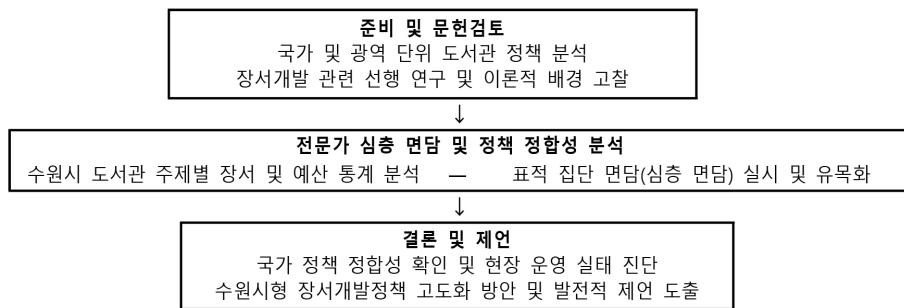 준비 및 문헌검토
국가 및 광역 단위 도서관 정책 분석
장서개발 관련 선행 연구 및 이론적 배경 고찰
↓
전문가 심층 면담 및 정책 정합성 분석
수원시 도서관 주제별 장서 및 예산 통계 분석 — 표적 집단 면담(심층 면담) 실시 및 유목화
↓
결론 및 제언
국가 정책 정합성 확인 및 현장 운영 실태 진단
수원시형 장서개발정책 고도화 방안 및 발전적 제언 도출